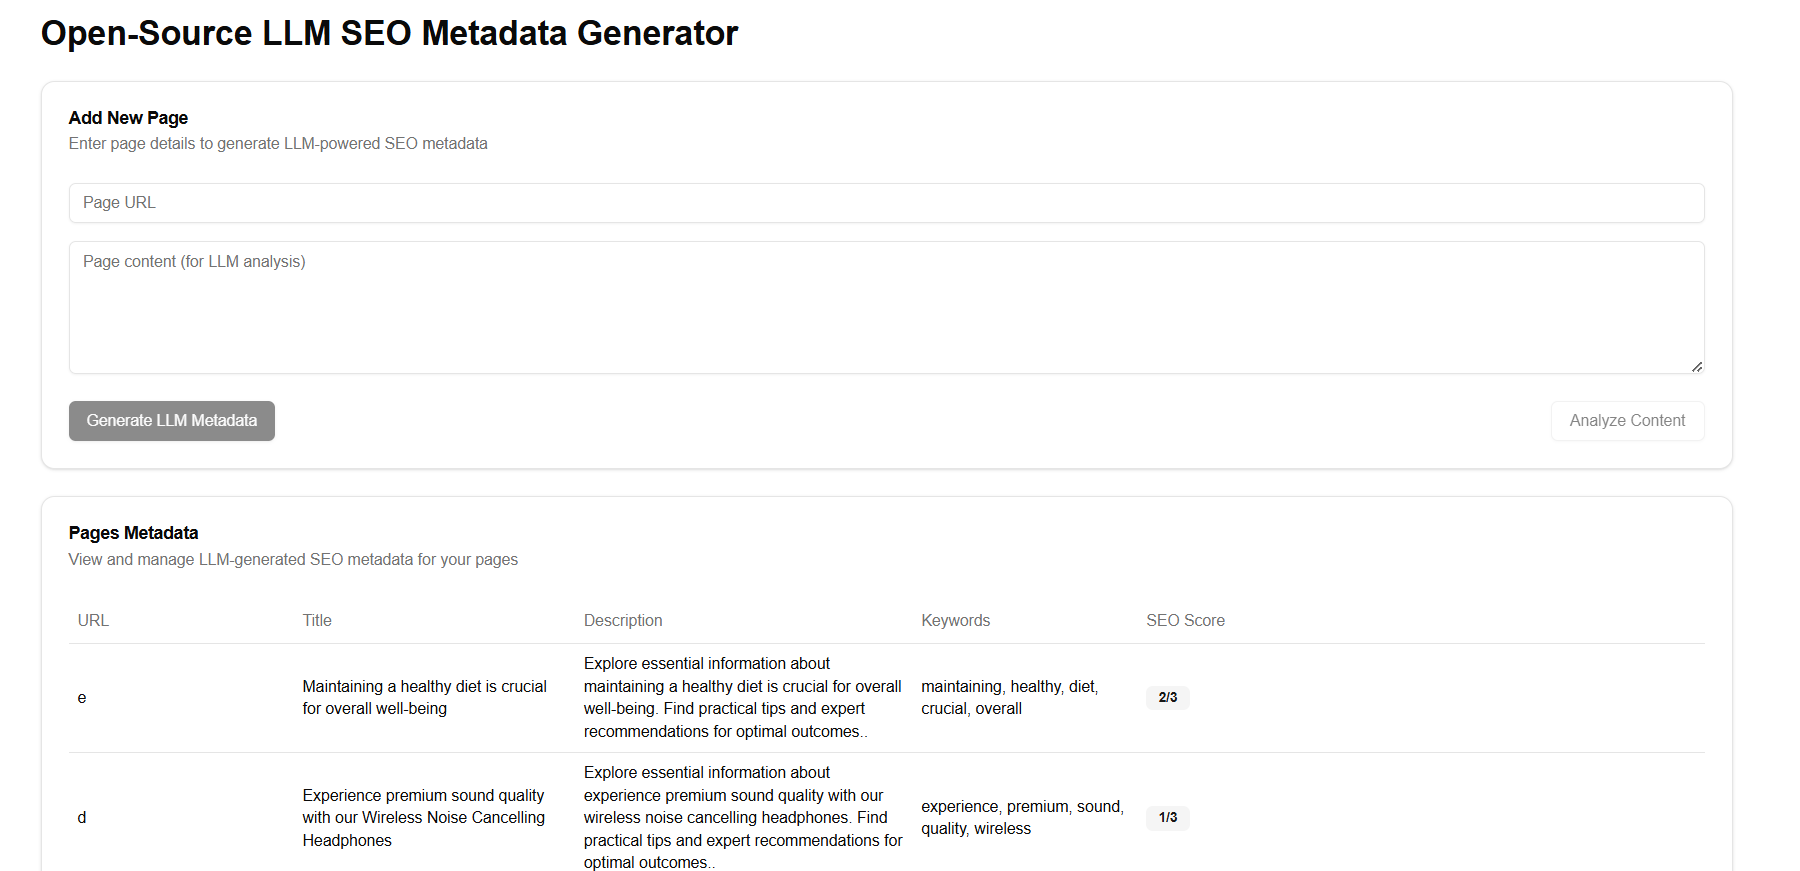 Open-Source LLM SEO Metadata Generator
Add New Page
Enter page details to generate LLM-powered SEO metadata
Page URL
Page content (for LLM analysis)
Generate LLM Metadata
Analyze Content
Pages Metadata
View and manage LLM-generated SEO metadata for your pages
URL Title Description Keywords SEO Score
e
Maintaining a healthy diet is crucial
for overall well-being
Explore essential information about
maintaining a healthy diet is crucial for overall
well-being. Find practical tips and expert
recommendations for optimal outcomes..
maintaining, healthy, diet,
crucial, overall
2/3
d
Experience premium sound quality
with our Wireless Noise Cancelling
Headphones
Explore essential information about
experience premium sound quality with our
wireless noise cancelling headphones. Find
practical tips and expert recommendations for
optimal outcomes..
experience, premium, sound,
quality, wireless
1/3